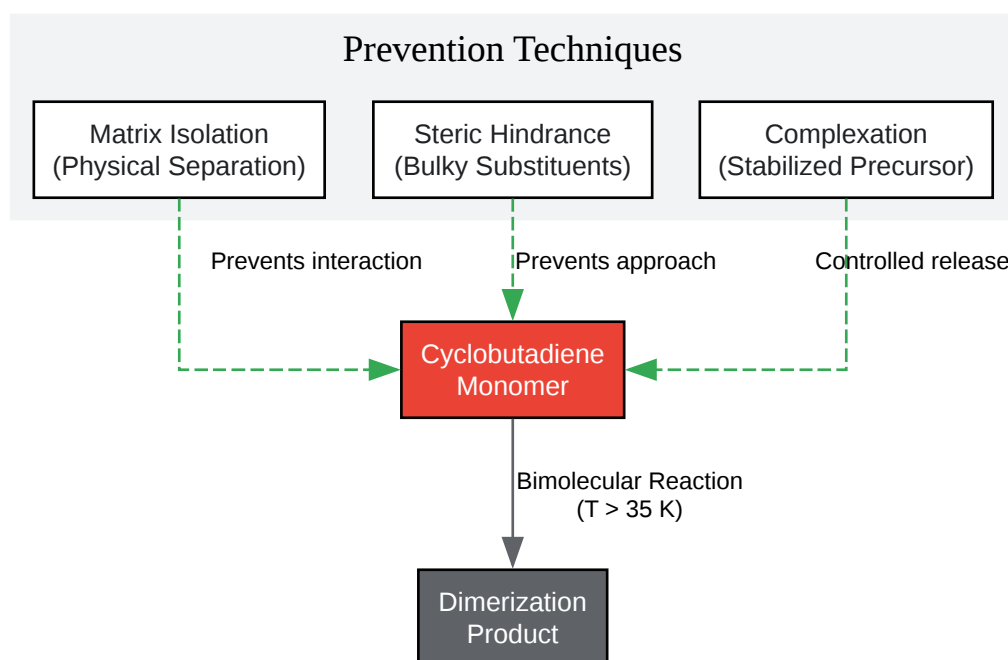 Prevention Techniques
Matrix Isolation
(Physical Separation)
Steric Hindrance
(Bulky Substituents)
Complexation
(Stabilized Precursor)
Prevents interaction
Prevents approach
Controlled release
Cyclobutadiene
Monomer
Bimolecular Reaction
(T > 35 K)
Dimerization
Product